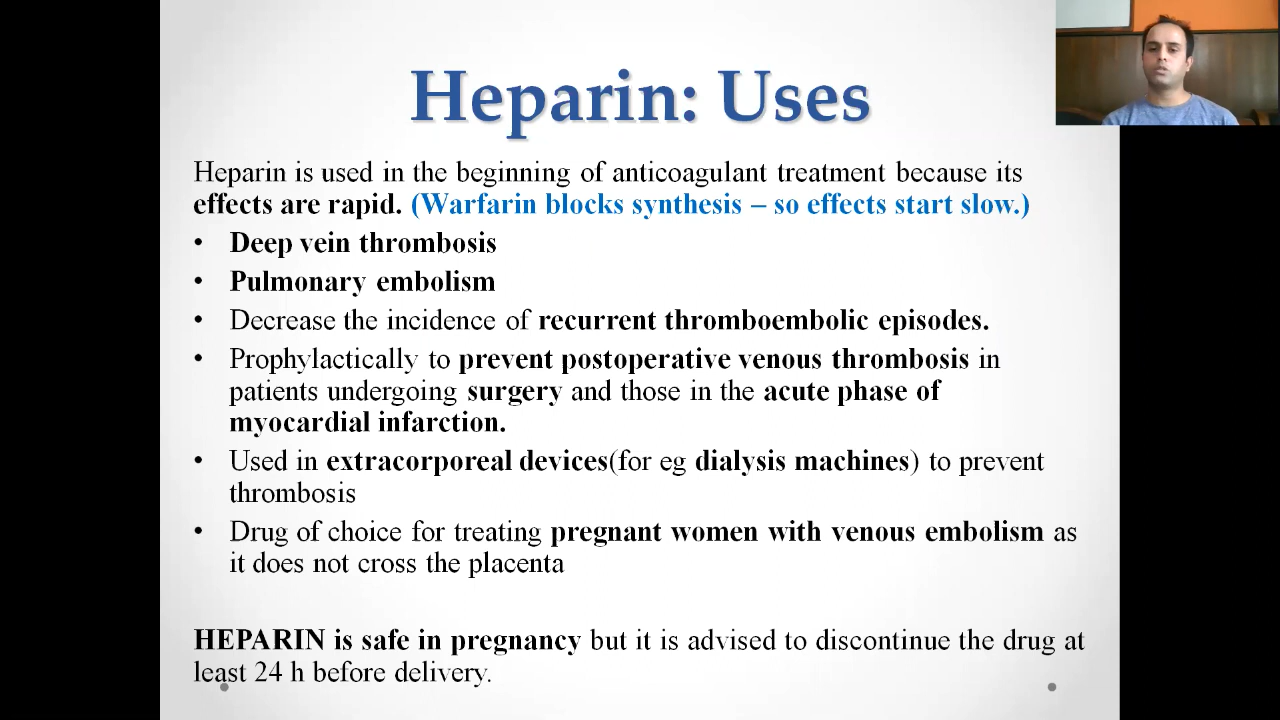 Heparin: Uses
Heparin is used in the beginning of anticoagulant treatment because its
effects are rapid. (Warfarin blocks synthesis – so effects start slow.)
• Deep vein thrombosis
• Pulmonary embolism
• Decrease the incidence of recurrent thromboembolic episodes.
• Prophylactically to prevent postoperative venous thrombosis in
patients undergoing surgery and those in the acute phase of
myocardial infarction.
• Used in extracorporeal devices(for eg dialysis machines) to prevent
thrombosis
• Drug of choice for treating pregnant women with venous embolism as
it does not cross the placenta
HEPARIN is safe in pregnancy but it is advised to discontinue the drug at
least 24 h before delivery.